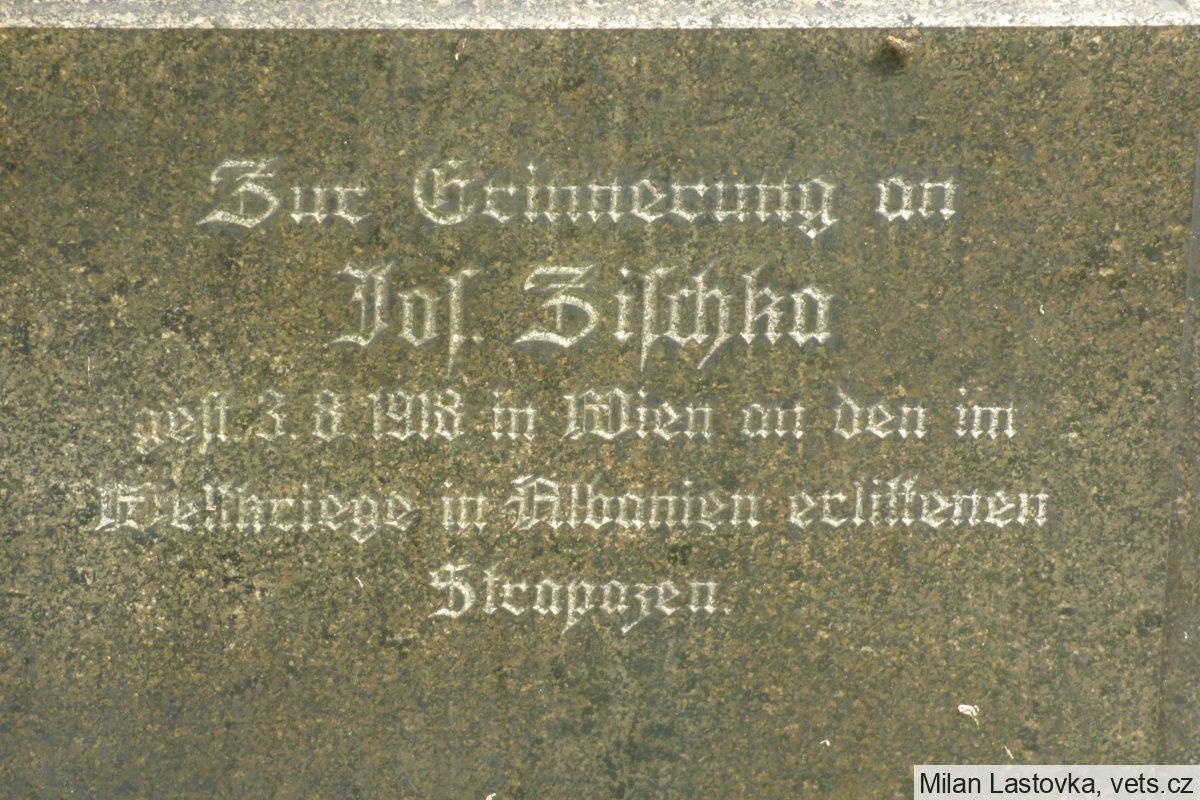 Zur Erinnerung an
Jos. Zischka
gest. 3.8.1918 in Wien an den im
Weltkriege in Albanien erlittenen
Strapazen.
Milan Lastovka, vets.cz